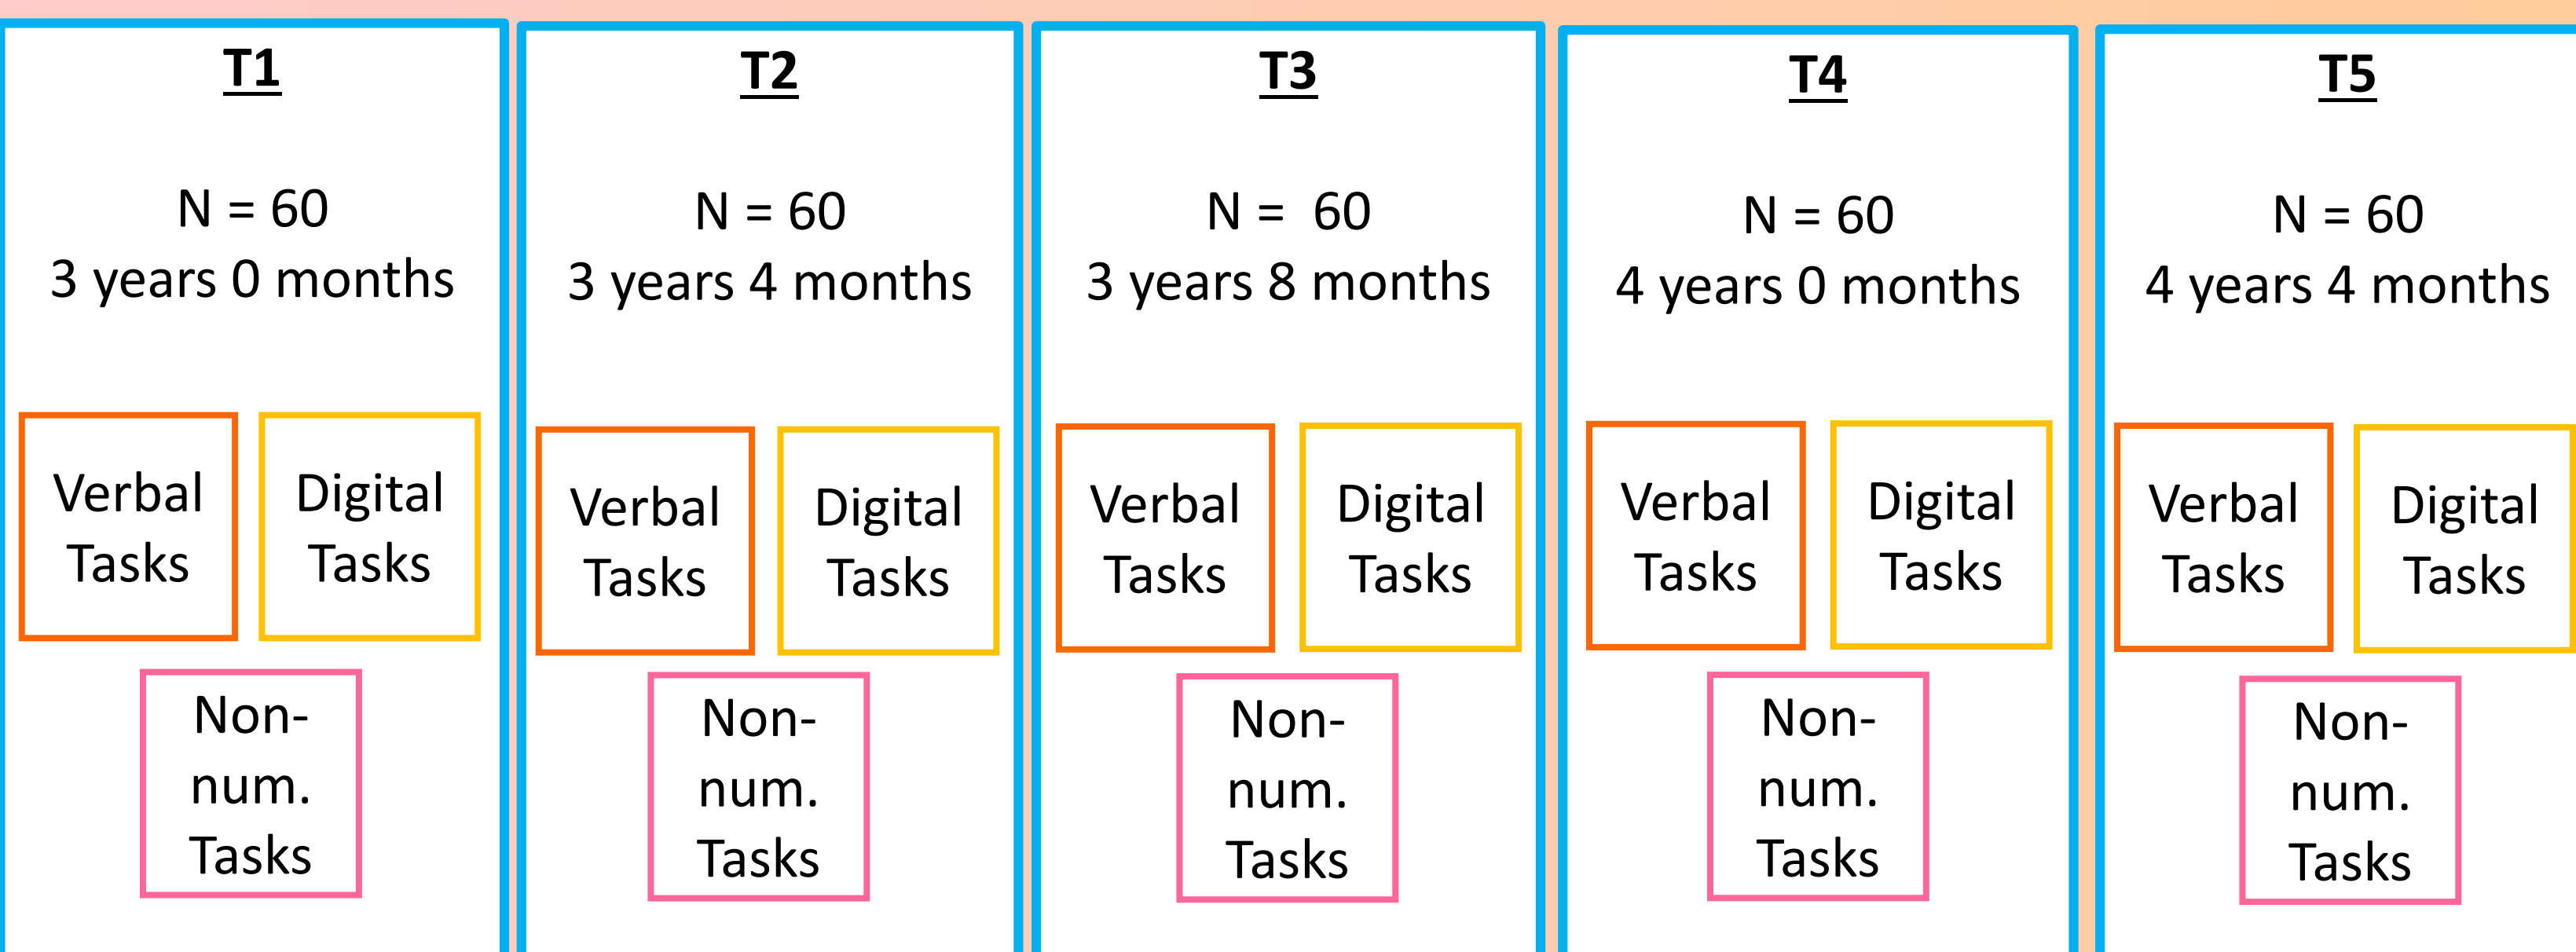 T1
N = 60
3 years 0 months
Verbal
Tasks
Digital
Tasks
Non-
num.
Tasks
T2
N = 60
3 years 4 months
Verbal
Tasks
Digital
Tasks
Non-
num.
Tasks
T3
N =  60
3 years 8 months
Verbal
Tasks
Digital
Tasks
Non-
num.
Tasks
T4
N = 60
4 years 0 months
Verbal
Tasks
Digital
Tasks
Non-
num.
Tasks
T5
N = 60
4 years 4 months
Verbal
Tasks
Digital
Tasks
Non-
num.
Tasks